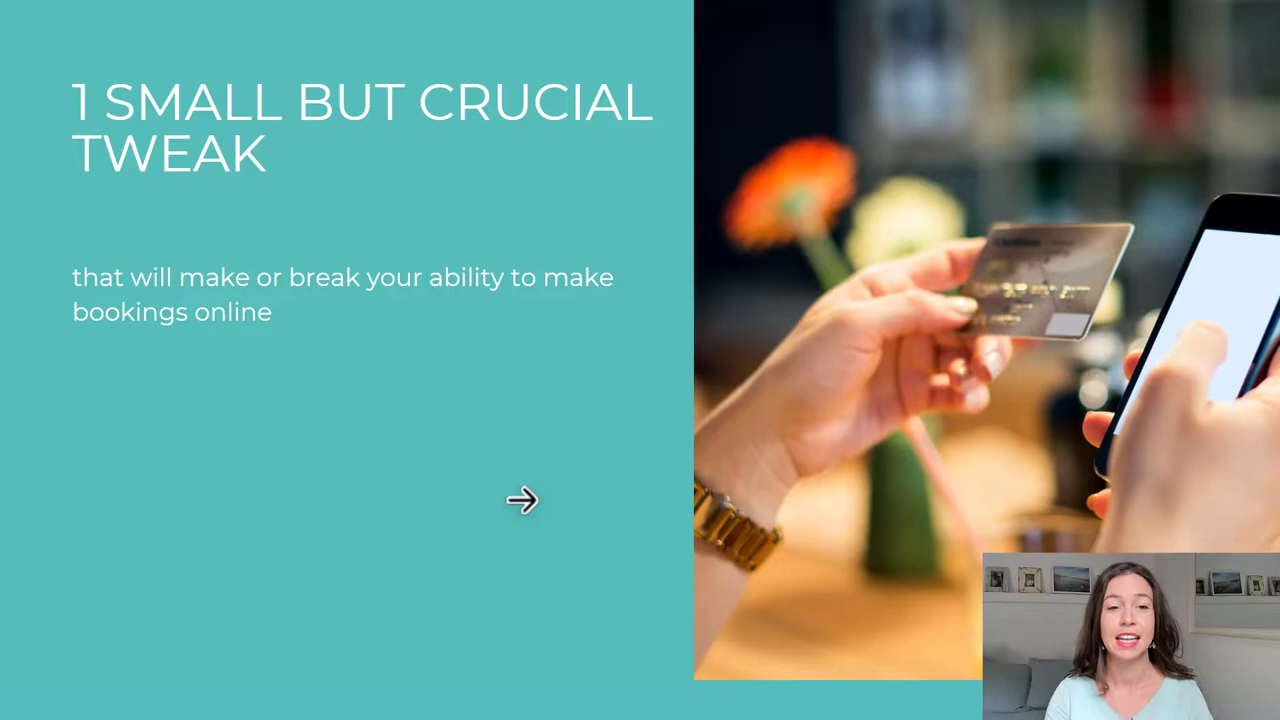 1 SMALL BUT CRUCIAL
TWEAK
that will make or break your ability to make
bookings online